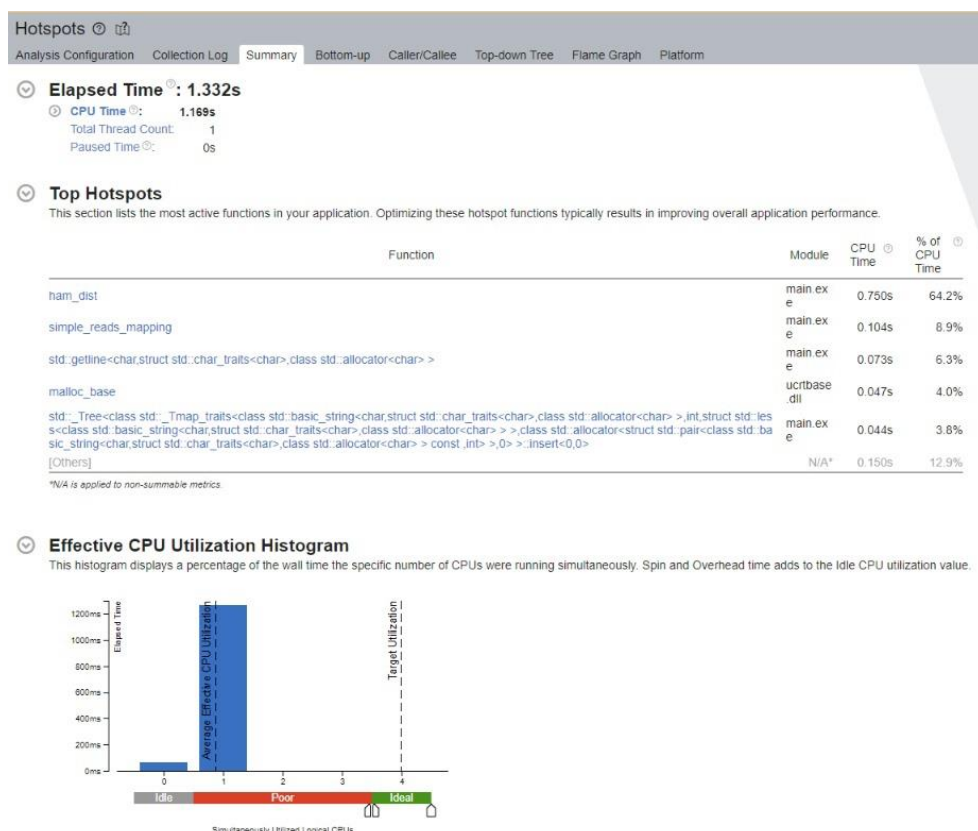 Hotspots
Analysis Configuration Collection Log Summary Bottom-up Caller/Callee Top-down Tree Flame Graph Platform
Elapsed Time : 1.332s
CPU Time : 1.169s
Total Thread Count: 1
Paused Time : 0s
Top Hotspots
This section lists the most active functions in your application. Optimizing these hotspot functions typically results in improving overall application performance.
Function Module CPU Time % of CPU Time
ham_dist main.exe 0.750s 64.2%
simple_reads_mapping main.exe 0.104s 8.9%
std::getline<char,struct std::char_traits<char>,class std::allocator<char> > main.exe 0.073s 6.3%
malloc_base ucrtbase.dll 0.047s 4.0%
std::_Tree<class std::_Tmap_traits<class std::basic_string<char,struct std::char_traits<char>,class std::allocator<char> >,int,struct std::les
s<class std::basic_string<char,struct std::char_traits<char>,class std::allocator<char> > >,class std::allocator<struct std::pair<class std::ba
sic_string<char,struct std::char_traits<char>,class std::allocator<char> > const ,int> >,0> >::insert<0,0> main.exe 0.044s 3.8%
[Others] N/A* 0.150s 12.9%
*N/A is applied to non-summable metrics.
Effective CPU Utilization Histogram
This histogram displays a percentage of the wall time the specific number of CPUs were running simultaneously. Spin and Overhead time adds to the Idle CPU utilization value.
Elapsed Time
1200ms
1000ms
800ms
600ms
400ms
200ms
0ms
Average Effective CPU Utilization
Target Utilization
0 1 2 3 4
Idle Poor Ideal
Simultaneously Utilized Logical CPUs